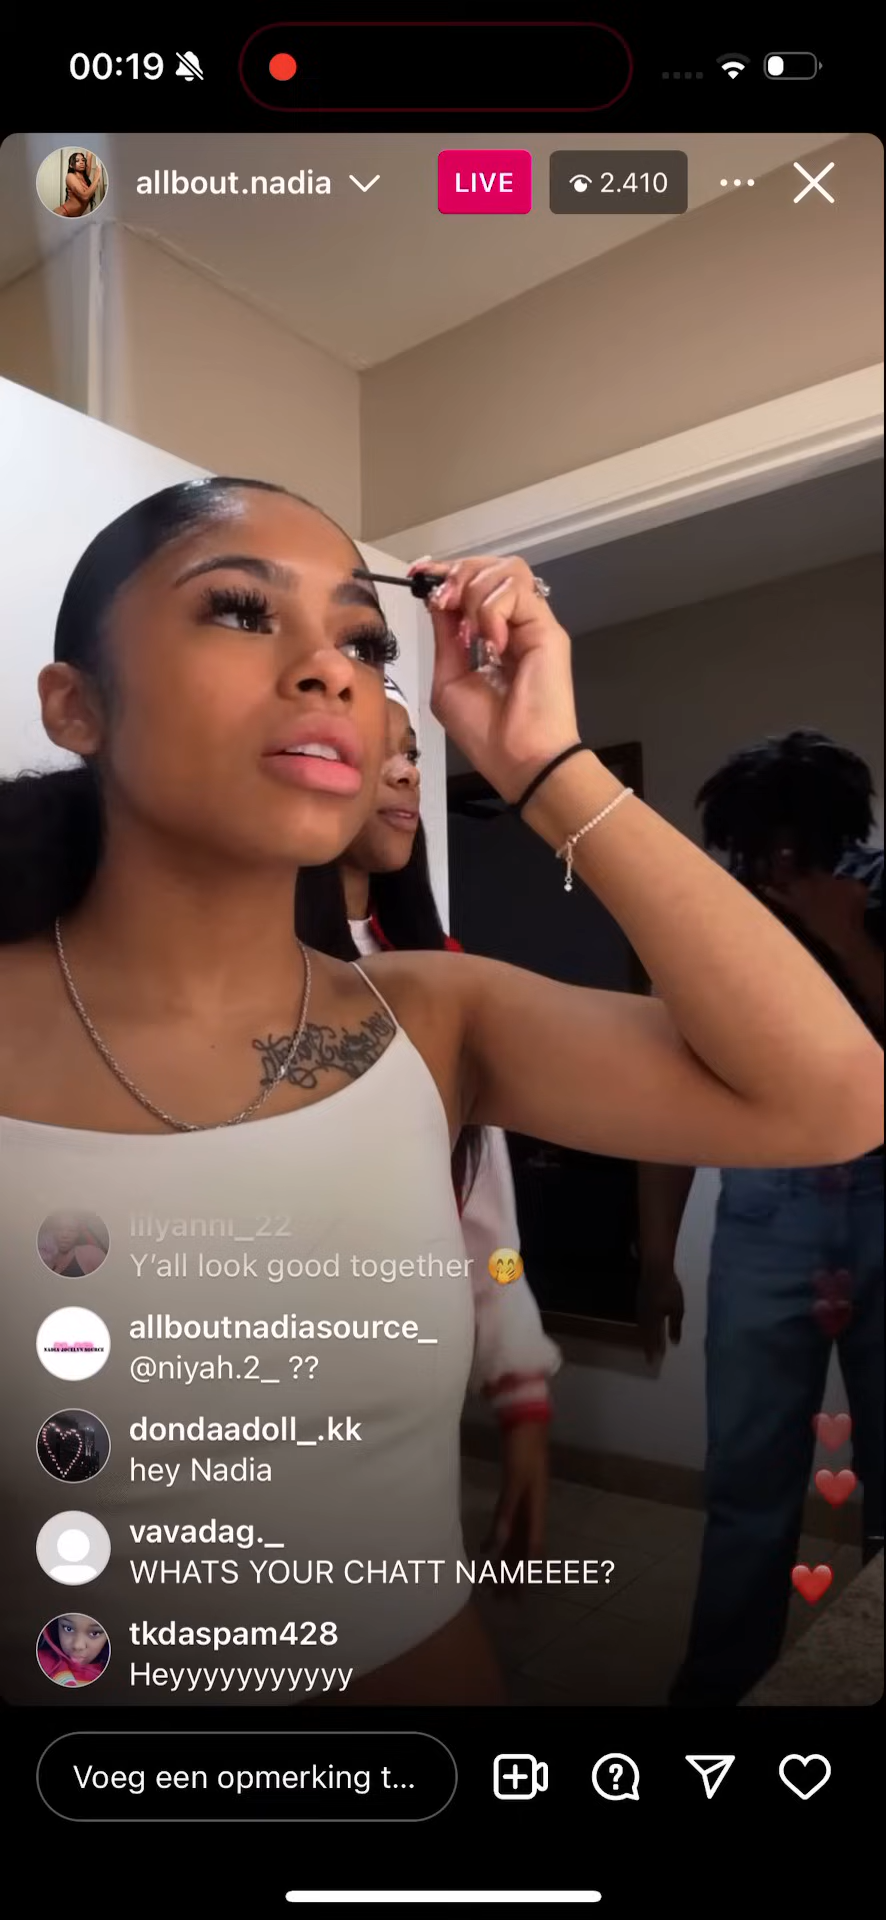 00:19
allbout.nadia
LIVE
2.410
lilyanni_22
Y'all look good together 🤭
allboutnadiasource_
@niyah.2_ ??
dondaadoll_.kk
hey Nadia
vavadag._
WHATS YOUR CHATT NAMEEEE?
tkdaspam428
Heyyyyyyyyyyy
Voeg een opmerking t...